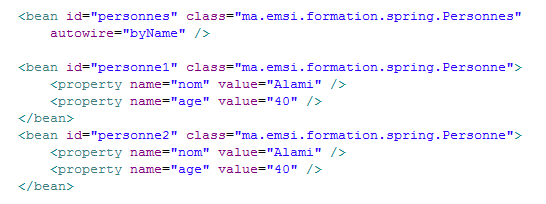 <bean id="personnes" class="ma.emsi.formation.spring.Personnes"
    autowire="byName" />

<bean id="personne1" class="ma.emsi.formation.spring.Personne">
    <property name="nom" value="Alami" />
    <property name="age" value="40" />
</bean>
<bean id="personne2" class="ma.emsi.formation.spring.Personne">
    <property name="nom" value="Alami" />
    <property name="age" value="40" />
</bean>